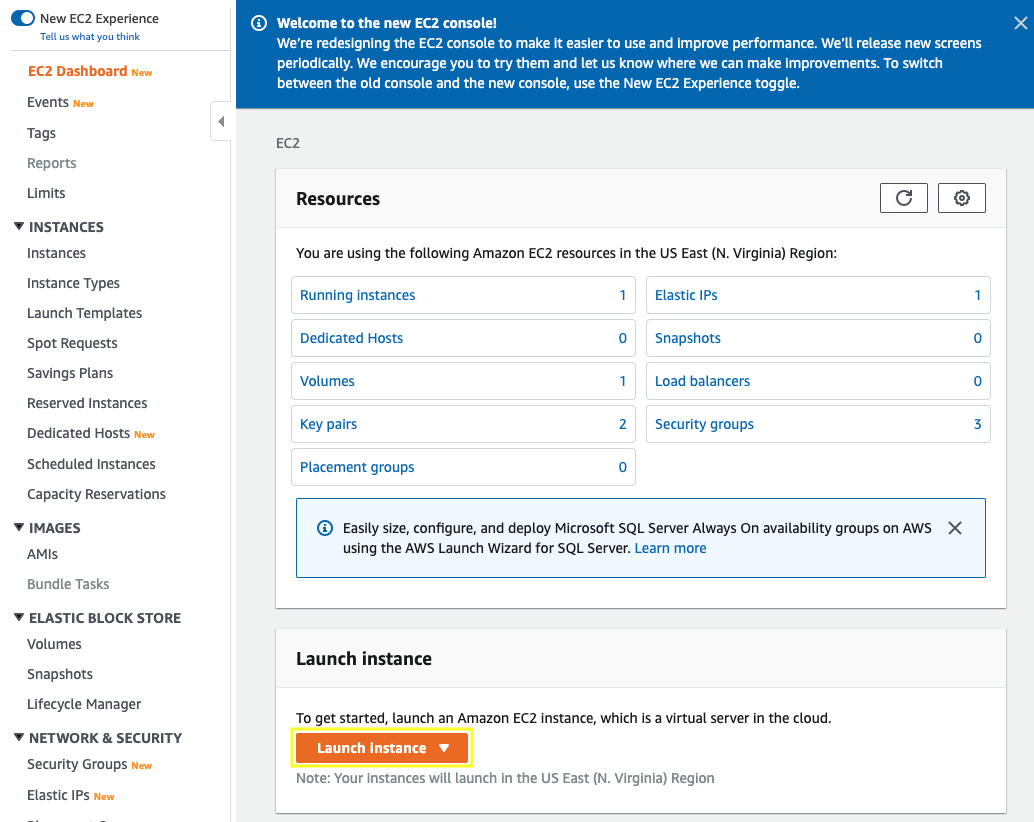 New EC2 Experience
Tell us what you think
EC2 Dashboard New
Events New
Tags
Reports
Limits
INSTANCES
Instances
Instance Types
Launch Templates
Spot Requests
Savings Plans
Reserved Instances
Dedicated Hosts New
Scheduled Instances
Capacity Reservations
IMAGES
AMIs
Bundle Tasks
ELASTIC BLOCK STORE
Volumes
Snapshots
Lifecycle Manager
NETWORK & SECURITY
Security Groups New
Elastic IPs New
Welcome to the new EC2 console!
We're redesigning the EC2 console to make it easier to use and improve performance. We'll release new screens
periodically. We encourage you to try them and let us know where we can make improvements. To switch
between the old console and the new console, use the New EC2 Experience toggle.
EC2
Resources
You are using the following Amazon EC2 resources in the US East (N. Virginia) Region:
Running instances 1
Elastic IPs 1
Dedicated Hosts 0
Snapshots 0
Volumes 1
Load balancers 0
Key pairs 2
Security groups 3
Placement groups 0
Easily size, configure, and deploy Microsoft SQL Server Always On availability groups on AWS
using the AWS Launch Wizard for SQL Server. Learn more
Launch instance
To get started, launch an Amazon EC2 instance, which is a virtual server in the cloud.
Launch instance
Note: Your instances will launch in the US East (N. Virginia) Region